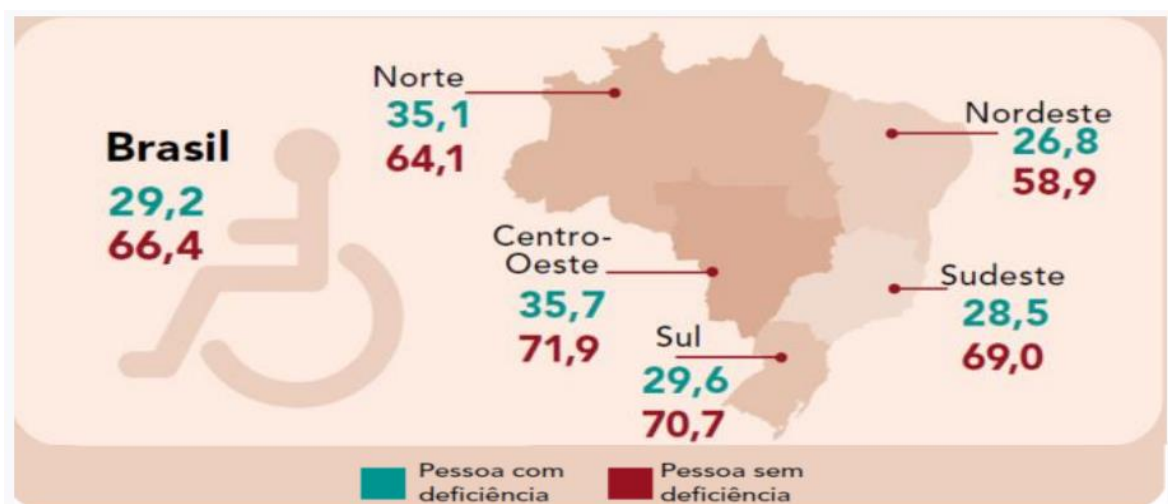 Brasil
29,2
66,4
Norte
35,1
64,1
Nordeste
26,8
58,9
Centro-
Oeste
35,7
71,9
Sudeste
28,5
69,0
Sul
29,6
70,7
Pessoa com
deficiência
Pessoa sem
deficiência